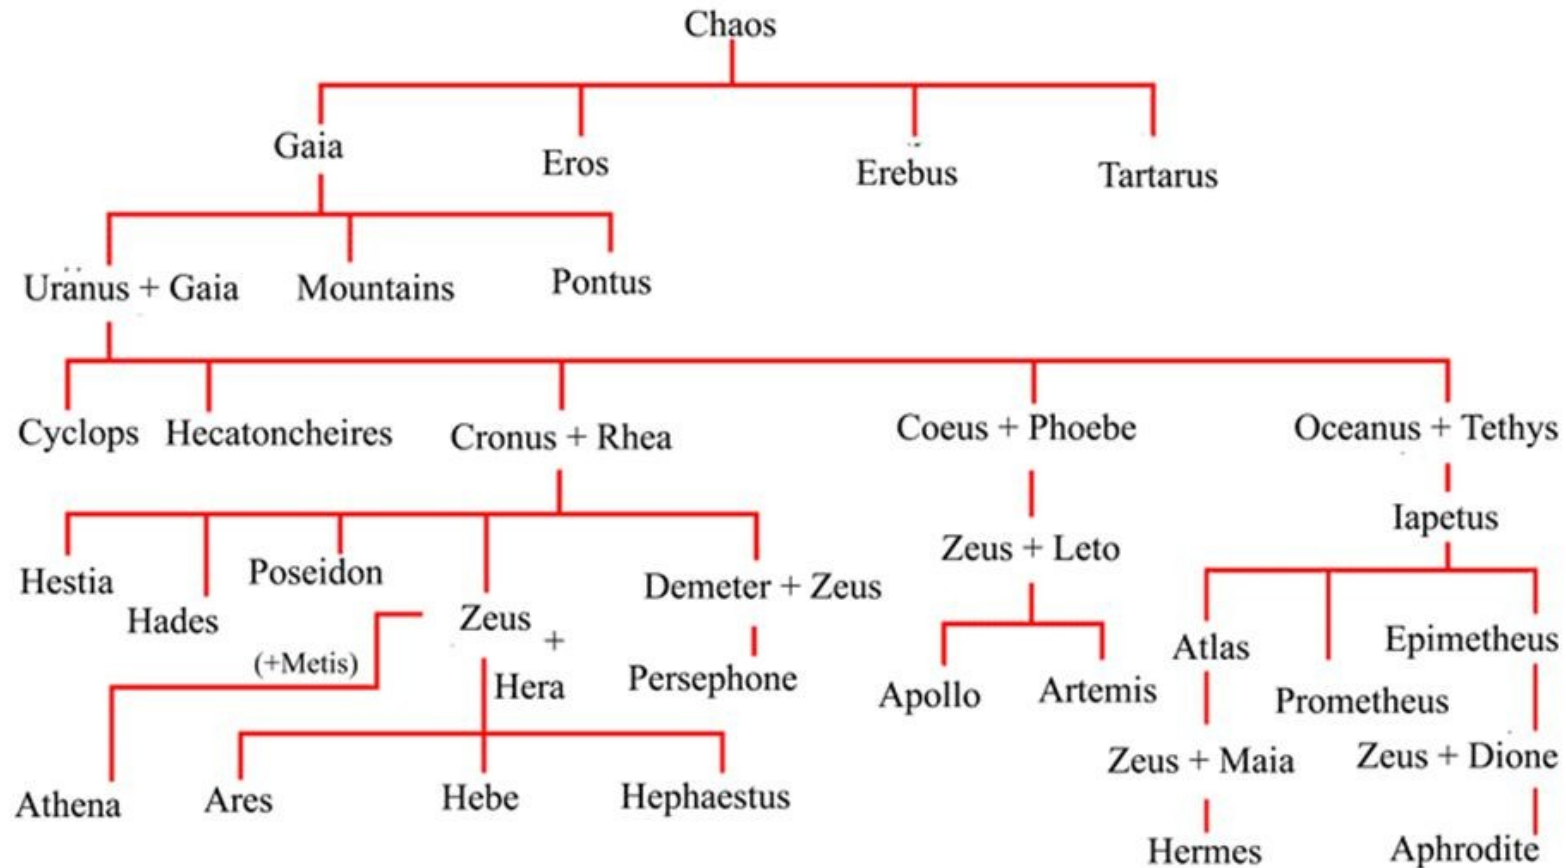 Chaos
Gaia
Eros
Erebus
Tartarus
Uranus + Gaia
Mountains
Pontus
Cyclops
Hecatoncheires
Cronus + Rhea
Coeus + Phoebe
Oceanus + Tethys
Iapetus
Hestia
Hades
Poseidon
Zeus +
Hera
(+Metis)
Demeter + Zeus
Persephone
Zeus + Leto
Apollo
Artemis
Atlas
Prometheus
Epimetheus
Zeus + Maia
Zeus + Dione
Athena
Ares
Hebe
Hephaestus
Hermes
Aphrodite